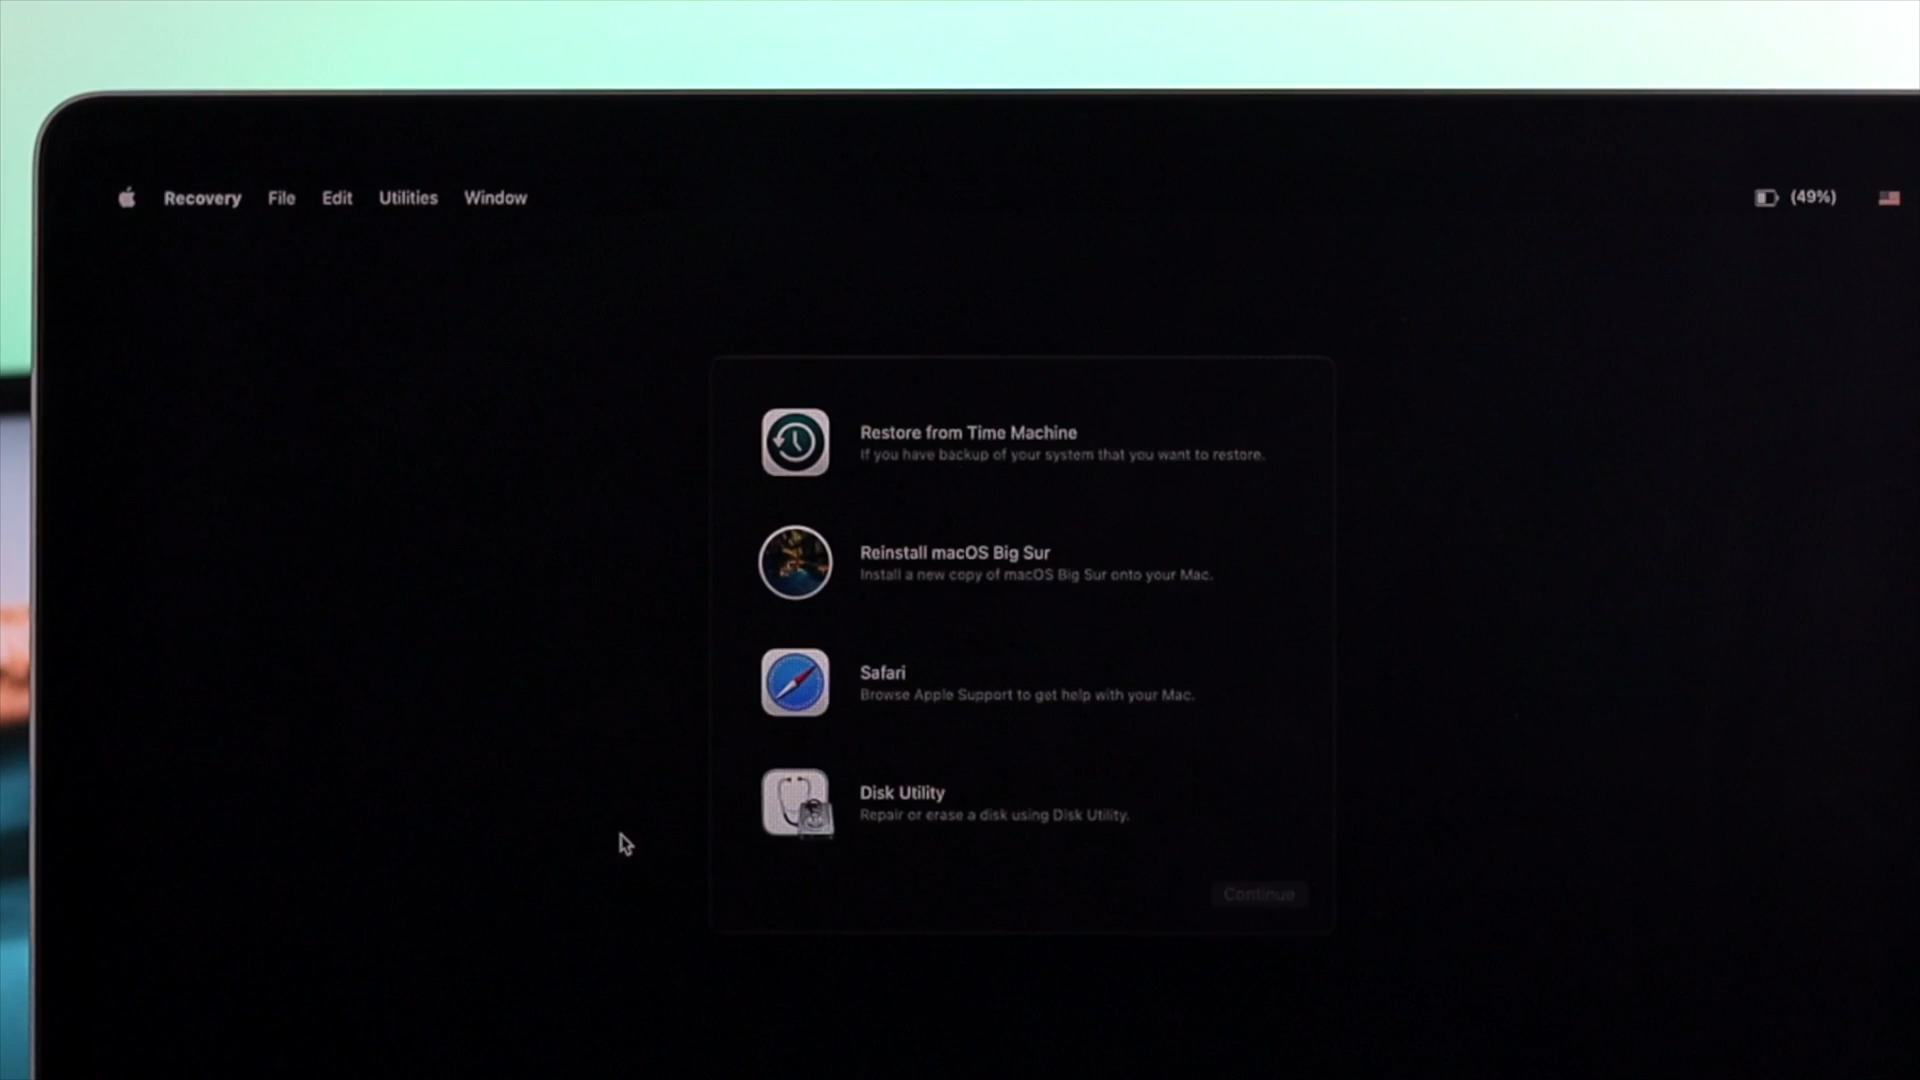 Recovery File Edit Utilities Window (49%)
Restore from Time Machine
If you have backup of your system that you want to restore.
Reinstall macOS Big Sur
Install a new copy of macOS Big Sur onto your Mac.
Safari
Browse Apple Support to get help with your Mac.
Disk Utility
Repair or erase a disk using Disk Utility.
Continue